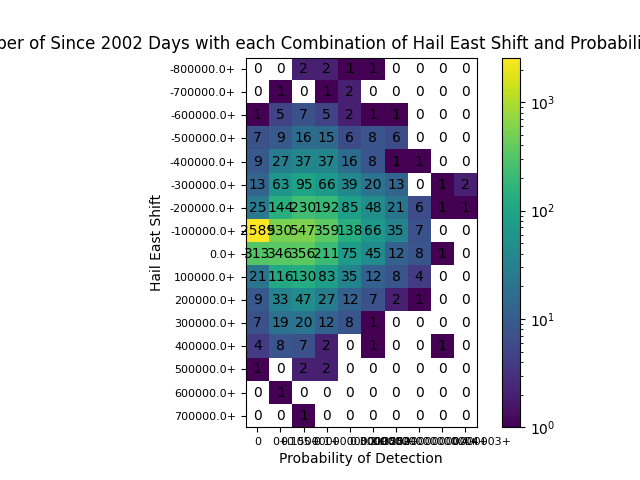 ber of Since 2002 Days with each Combination of Hail East Shift and Probabili
-800000.0+ 0 0 2 2 1 1 0 0 0 0
-700000.0+ 0 1 0 1 2 0 0 0 0 0
-600000.0+ 1 5 7 5 2 1 1 0 0 0
-500000.0+ 7 9 16 15 6 8 6 0 0 0
-400000.0+ 9 27 37 37 16 8 1 1 0 0
-300000.0+ 13 63 95 66 39 20 13 0 1 2
-200000.0+ 25 144 230 192 85 48 21 6 1 1
-100000.0+ 2589 530 547 359 138 66 35 7 0 0
0.0+ 313 346 356 211 75 45 12 8 1 0
100000.0+ 21 116 130 83 35 12 8 4 0 0
200000.0+ 9 33 47 27 12 7 2 1 0 0
300000.0+ 7 19 20 12 8 1 0 0 0 0
400000.0+ 4 8 7 2 0 1 0 0 1 0
500000.0+ 1 0 2 2 0 0 0 0 0 0
600000.0+ 0 1 0 0 0 0 0 0 0 0
700000.0+ 0 0 1 0 0 0 0 0 0 0
0
Probability of Detection
Hail East Shift
10³
10²
10¹
10⁰